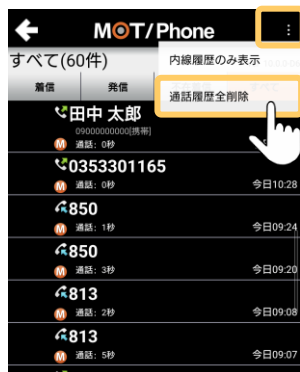 MOT/Phone
すべて(60件)
内線履歴のみ表示
着信 発信
通話履歴全削除
田中 太郎
09000000000[携帯]
M 通話: 0秒
0353301165
M 通話: 0秒 今日10:28
850
M 通話: 1秒 今日09:24
850
M 通話: 3秒 今日09:20
813
M 通話: 2秒 今日09:08
813
M 通話: 5秒 今日09:07